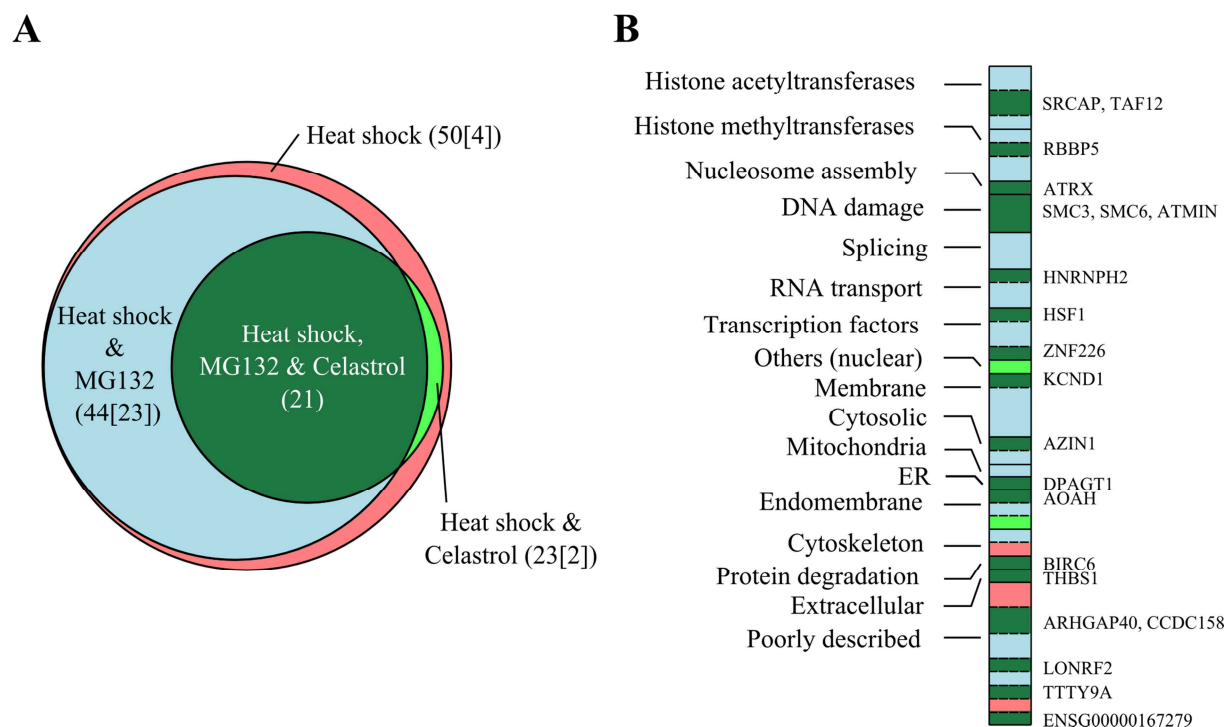 A
Heat shock (50[4])
Heat shock
&
MG132
(44[23])
Heat shock,
MG132 & Celastrol
(21)
Heat shock &
Celastrol (23[2])
B
Histone acetyltransferases
Histone methyltransferases
Nucleosome assembly
DNA damage
Splicing
RNA transport
Transcription factors
Others (nuclear)
Membrane
Cytosolic
Mitochondria
ER
Endomembrane
Cytoskeleton
Protein degradation
Extracellular
Poorly described
SRCAP, TAF12
RBBP5
ATRX
SMC3, SMC6, ATMIN
HNRNPH2
HSF1
ZNF226
KCND1
AZIN1
DPAGT1
AOAH
BIRC6
THBS1
ARHGAP40, CCDC158
LONRF2
TTTY9A
ENSG00000167279